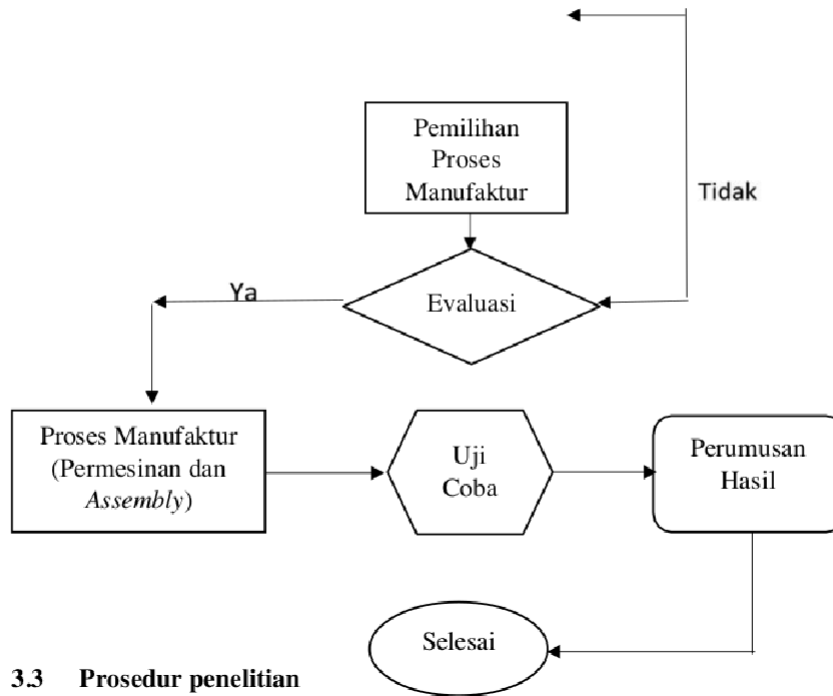 Pemilihan
Proses
Manufaktur
Tidak
Ya
Evaluasi
Proses Manufaktur
(Permesinan dan
Assembly)
Uji
Coba
Perumusan
Hasil
Selesai
3.3 Prosedur penelitian